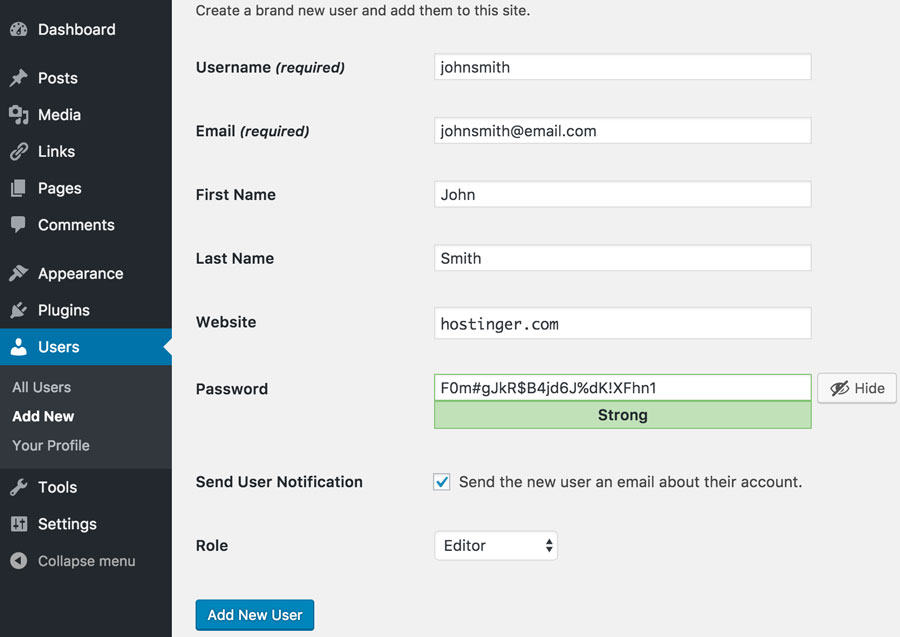 Dashboard
Posts
Media
Links
Pages
Comments
Appearance
Plugins
Users
All Users
Add New
Your Profile
Tools
Settings
Collapse menu
Create a brand new user and add them to this site.
Username (required)
johnsmith
Email (required)
johnsmith@email.com
First Name
John
Last Name
Smith
Website
hostinger.com
Password
F0m#gJkR$B4jd6J%dK!XFhn1
Hide
Strong
Send User Notification
Send the new user an email about their account.
Role
Editor
Add New User